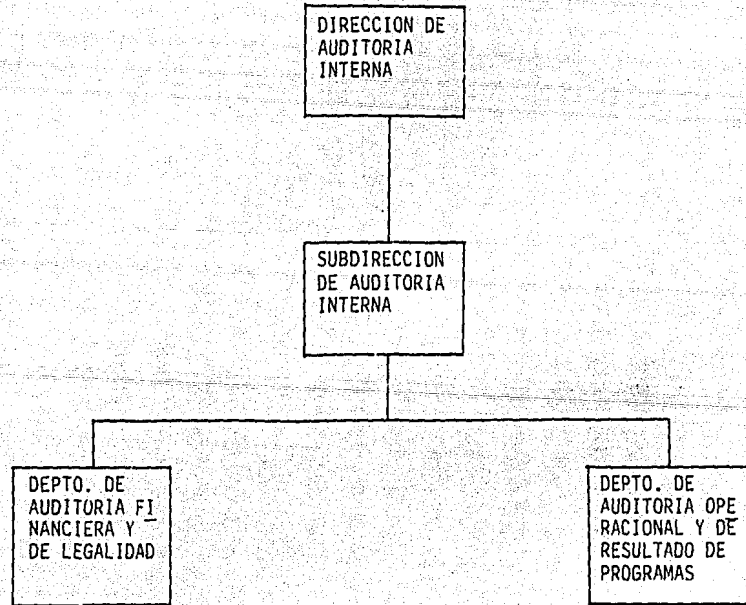 DIRECCION DE
AUDITORIA
INTERNA
SUBDIRECCION
DE AUDITORIA
INTERNA
DEPTO. DE
AUDITORIA FI
NANCIERA Y
DE LEGALIDAD
DEPTO. DE
AUDITORIA OPE
RACIONAL Y DE
RESULTADO DE
PROGRAMAS